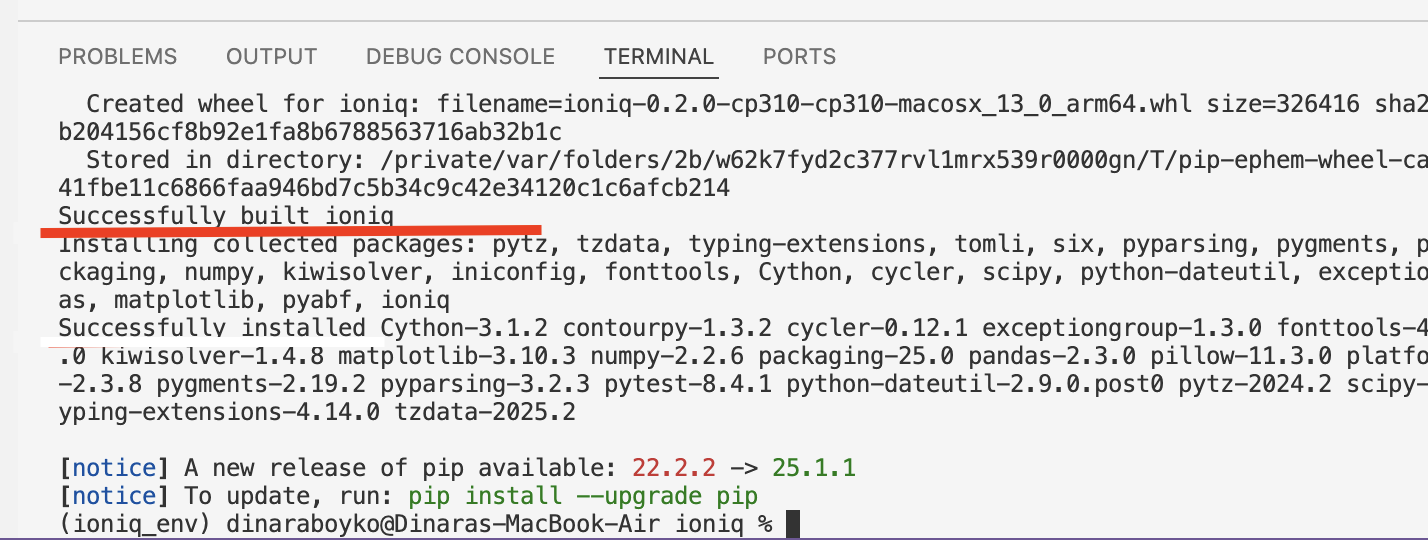 PROBLEMS OUTPUT DEBUG CONSOLE TERMINAL PORTS
Created wheel for ioniq: filename=ioniq-0.2.0-cp310-cp310-macosx_13_0_arm64.whl size=326416 sha2
b204156cf8b92e1fa8b6788563716ab32b1c
Stored in directory: /private/var/folders/2b/w62k7fyd2c377rvl1mrx539r0000gn/T/pip-ephem-wheel-ca
41fbe11c6866faa946bd7c5b34c9c42e34120c1c6afcb214
Successfully built ioniq
Installing collected packages: pytz, tzdata, typing-extensions, tomli, six, pyparsing, pygments, p
ckaging, numpy, kiwisolver, iniconfig, fonttools, Cython, cycler, scipy, python-dateutil, exceptio
as, matplotlib, pyabf, ioniq
Successfully installed Cython-3.1.2 contourpy-1.3.2 cycler-0.12.1 exceptiongroup-1.3.0 fonttools-4
.0 kiwisolver-1.4.8 matplotlib-3.10.3 numpy-2.2.6 packaging-25.0 pandas-2.3.0 pillow-11.3.0 platfo
-2.3.8 pygments-2.19.2 pyparsing-3.2.3 pytest-8.4.1 python-dateutil-2.9.0.post0 pytz-2024.2 scipy-
yping-extensions-4.14.0 tzdata-2025.2
[notice] A new release of pip available: 22.2.2 -> 25.1.1
[notice] To update, run: pip install --upgrade pip
(ioniq_env) dinaraboyko@Dinaras-MacBook-Air ioniq %